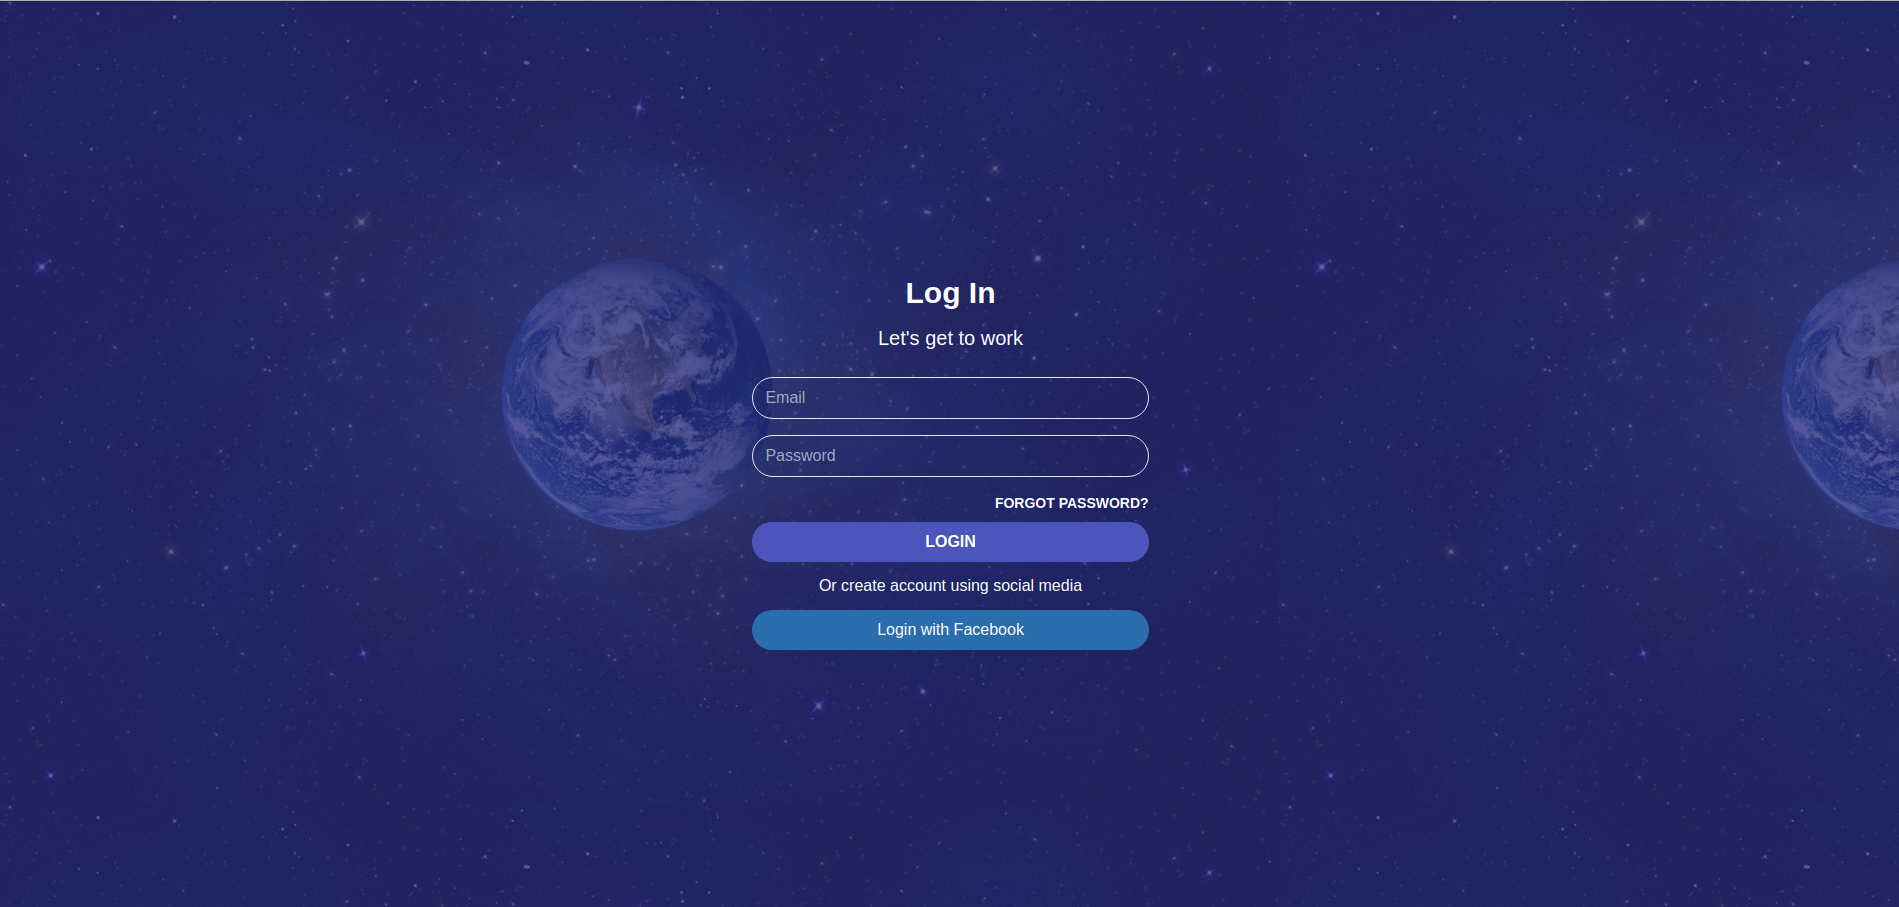 Log In
Let's get to work
Email
Password
FORGOT PASSWORD?
LOGIN
Or create account using social media
Login with Facebook